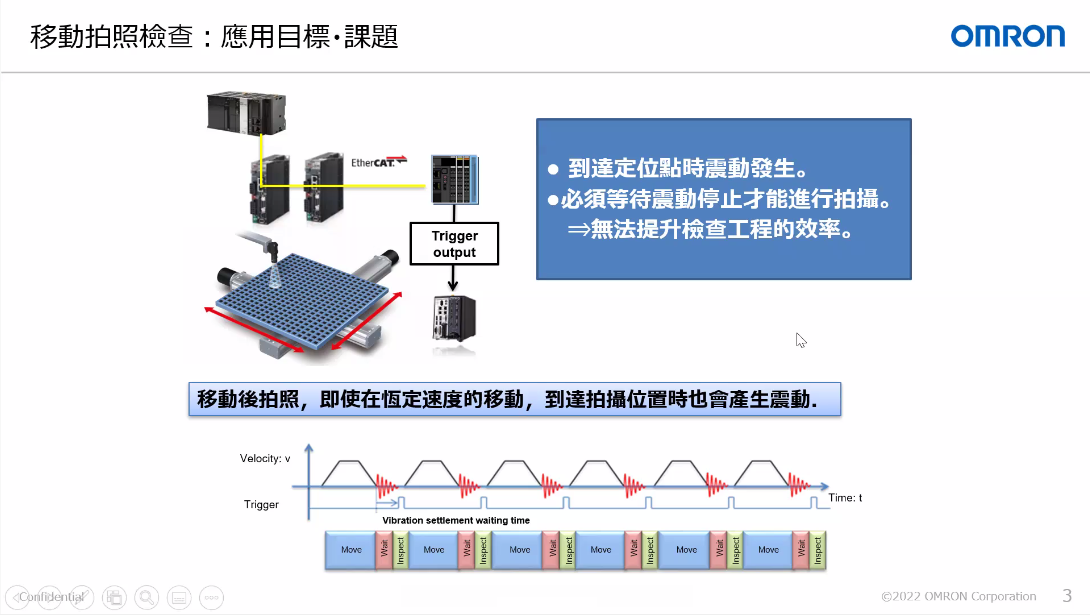 移動拍照檢查：應用目標･課題
OMRON
EtherCAT
Trigger
output
● 到達定位點時震動發生。
●必須等待震動停止才能進行拍攝。
⇒無法提升檢查工程的效率。
移動後拍照，即使在恆定速度的移動，到達拍攝位置時也會產生震動.
Velocity: v
Time: t
Trigger
Vibration settlement waiting time
Move Wait Inspect Move Wait Inspect Move Wait Inspect Move Wait Inspect Move Wait Inspect Move Wait Inspect
Confidential
©2022 OMRON Corporation
3